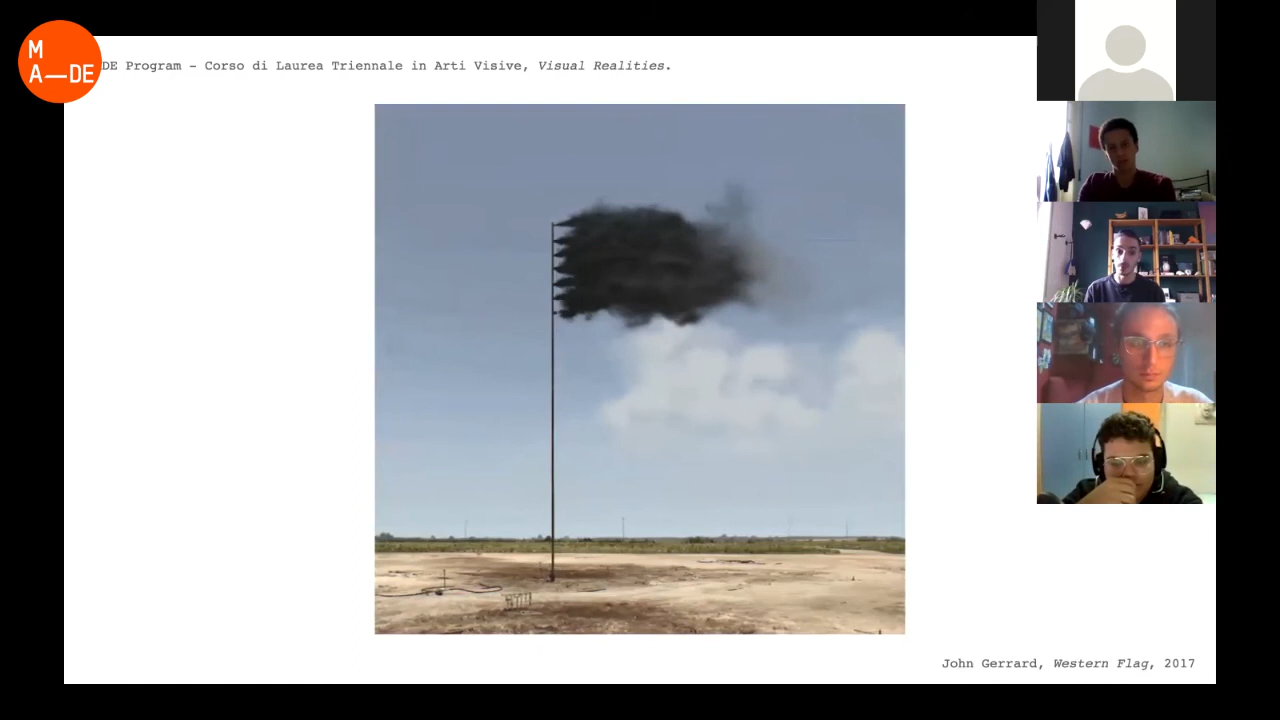 M
A—DE
DE Program – Corso di Laurea Triennale in Arti Visive, Visual Realities.
John Gerrard, Western Flag, 2017